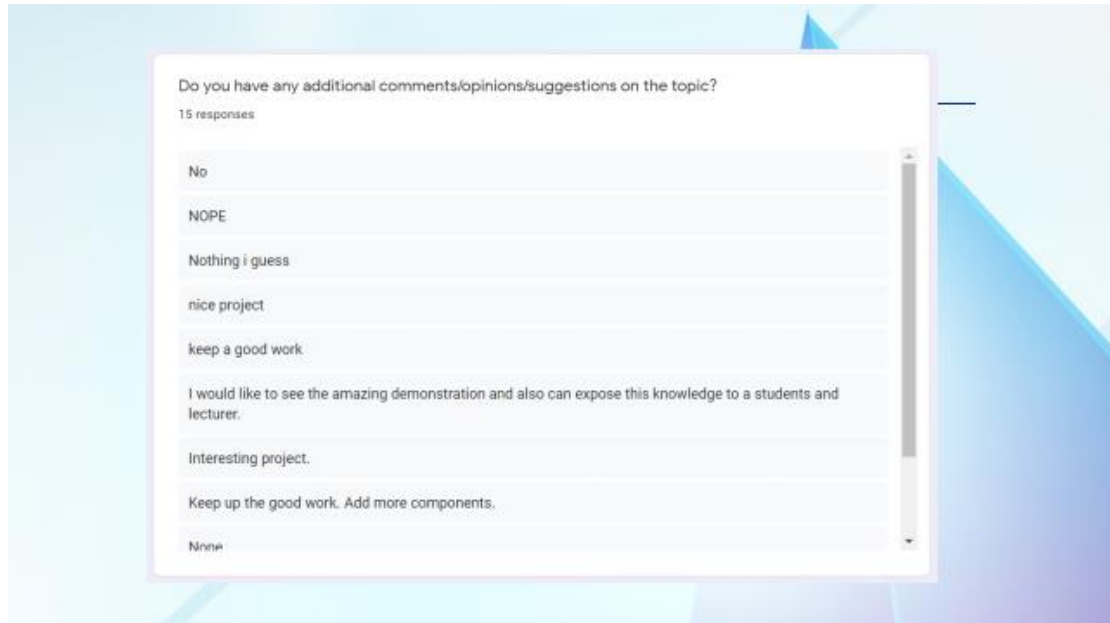 Do you have any additional comments/opinions/suggestions on the topic?
15 responses
No
NOPE
Nothing i guess
nice project
keep a good work
I would like to see the amazing demonstration and also can expose this knowledge to a students and
lecturer.
Interesting project.
Keep up the good work. Add more components.
None